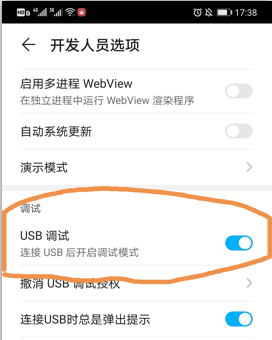 HD 4G 3G 17:38
开发人员选项
启用多进程 WebView
在独立进程中运行 WebView 渲染程序
自动系统更新
演示模式
调试
USB 调试
连接 USB 后开启调试模式
撤消 USB 调试授权
连接USB时总是弹出提示